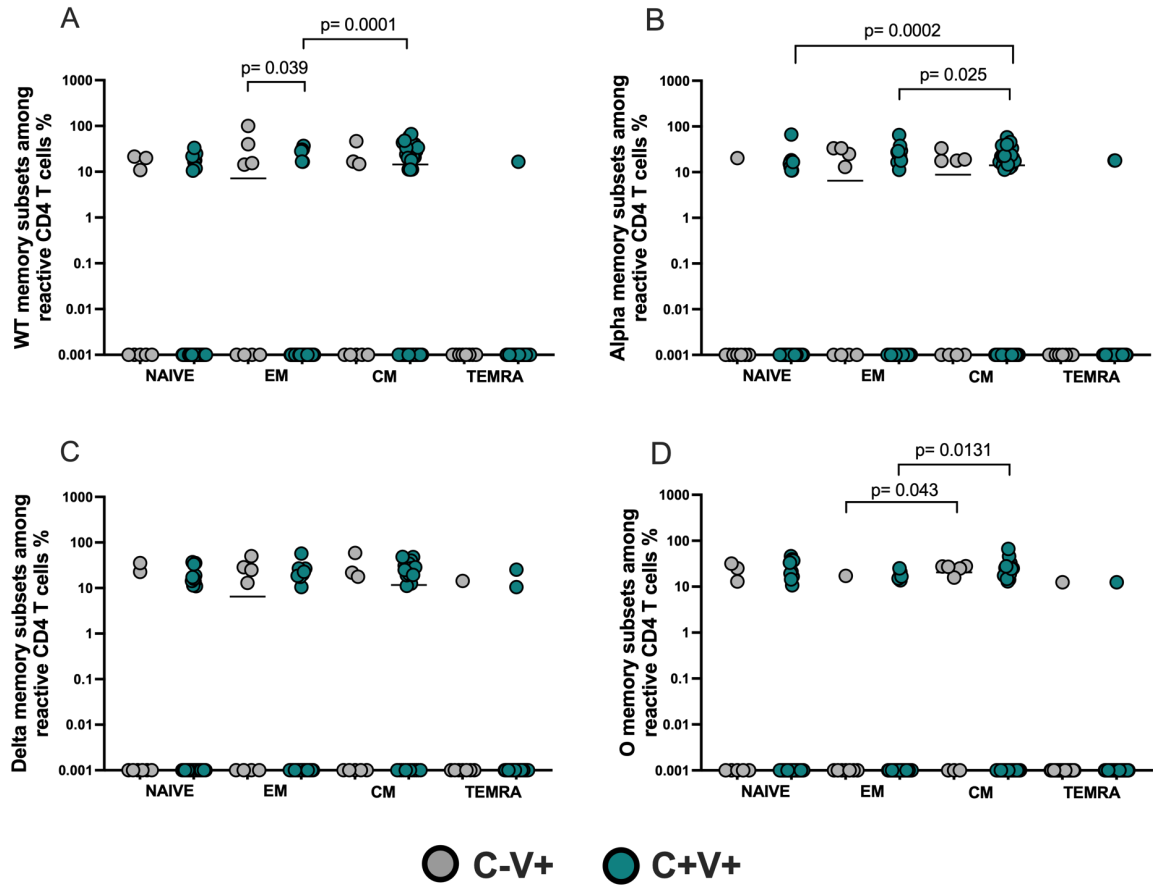 A
p= 0.0001
p= 0.039
WT memory subsets among
reactive CD4 T cells %
1000
100
10
1
0.1
0.01
0.001
NAIVE EM CM TEMRA
B
p= 0.0002
p= 0.025
Alpha memory subsets among
reactive CD4 T cells %
1000
100
10
1
0.1
0.01
0.001
NAIVE EM CM TEMRA
C
Delta memory subsets among
reactive CD4 T cells %
1000
100
10
1
0.1
0.01
0.001
NAIVE EM CM TEMRA
D
p= 0.0131
p= 0.043
O memory subsets among
reactive CD4 T cells %
1000
100
10
1
0.1
0.01
0.001
NAIVE EM CM TEMRA
C-V+ C+V+